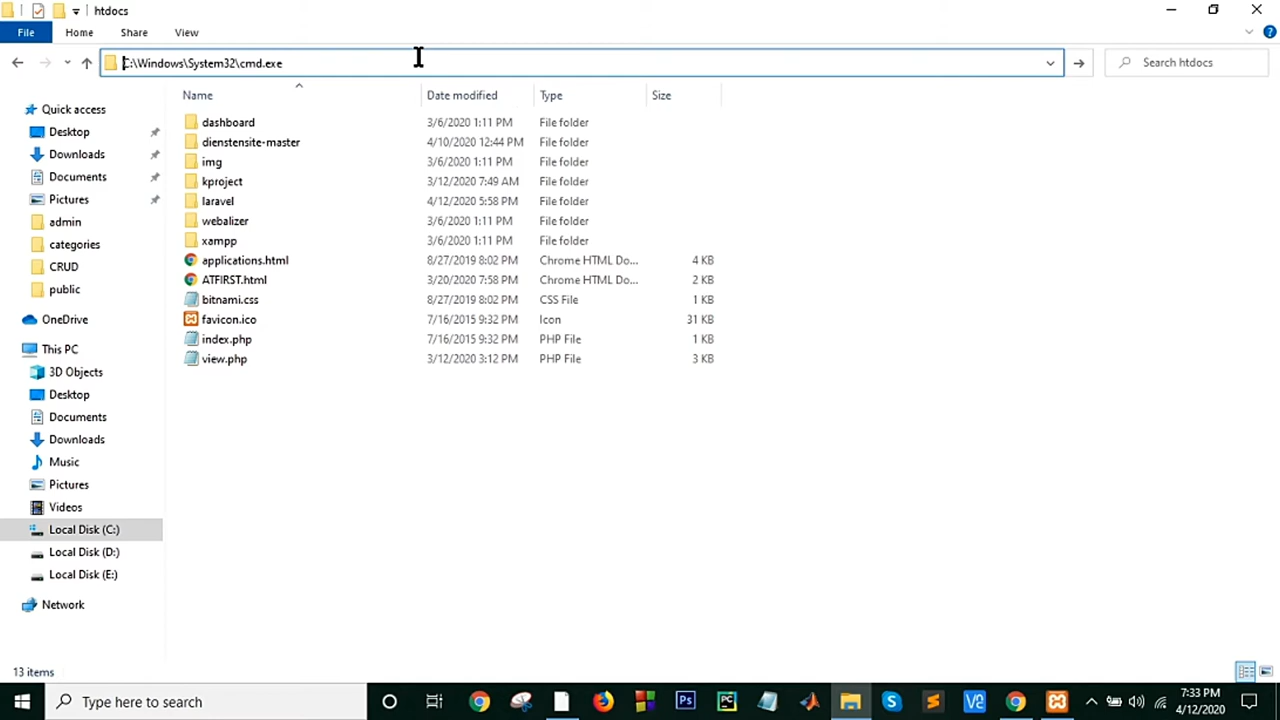 htdocs
File Home Share View
C:\Windows\System32\cmd.exe Search htdocs
Name Date modified Type Size
Quick access
Desktop
Downloads
Documents
Pictures
admin
categories
CRUD
public
OneDrive
This PC
3D Objects
Desktop
Documents
Downloads
Music
Pictures
Videos
Local Disk (C:)
Local Disk (D:)
Local Disk (E:)
Network
dashboard 3/6/2020 1:11 PM File folder
dienstensite-master 4/10/2020 12:44 PM File folder
img 3/6/2020 1:11 PM File folder
kproject 3/12/2020 7:49 AM File folder
laravel 4/12/2020 5:58 PM File folder
webalizer 3/6/2020 1:11 PM File folder
xampp 3/6/2020 1:11 PM File folder
applications.html 8/27/2019 8:02 PM Chrome HTML Do... 4 KB
ATFIRST.html 3/20/2020 7:58 PM Chrome HTML Do... 2 KB
bitnami.css 8/27/2019 8:02 PM CSS File 1 KB
favicon.ico 7/16/2015 9:32 PM Icon 31 KB
index.php 7/16/2015 9:32 PM PHP File 1 KB
view.php 3/12/2020 3:12 PM PHP File 3 KB
13 items
Type here to search
Ps
PC
S
V2
7:33 PM
4/12/2020